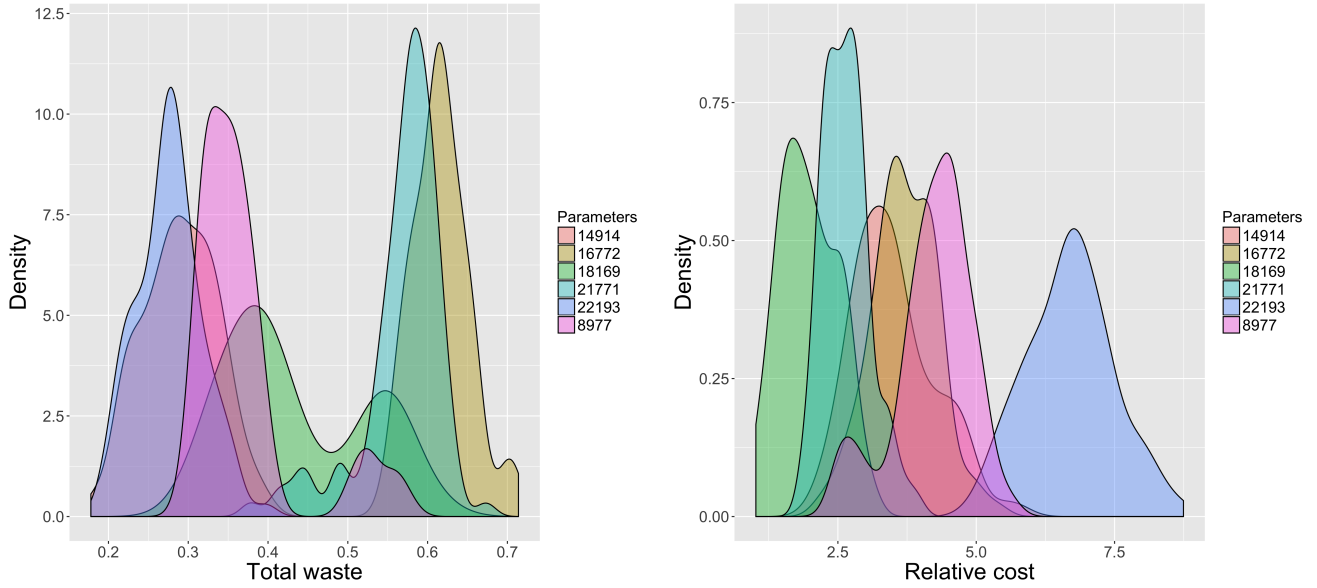 12.5
10.0
7.5
5.0
2.5
0.0
Density
0.2 0.3 0.4 0.5 0.6 0.7
Total waste
Parameters
14914
16772
18169
21771
22193
8977
0.75
0.50
0.25
0.00
Density
2.5 5.0 7.5
Relative cost
Parameters
14914
16772
18169
21771
22193
8977